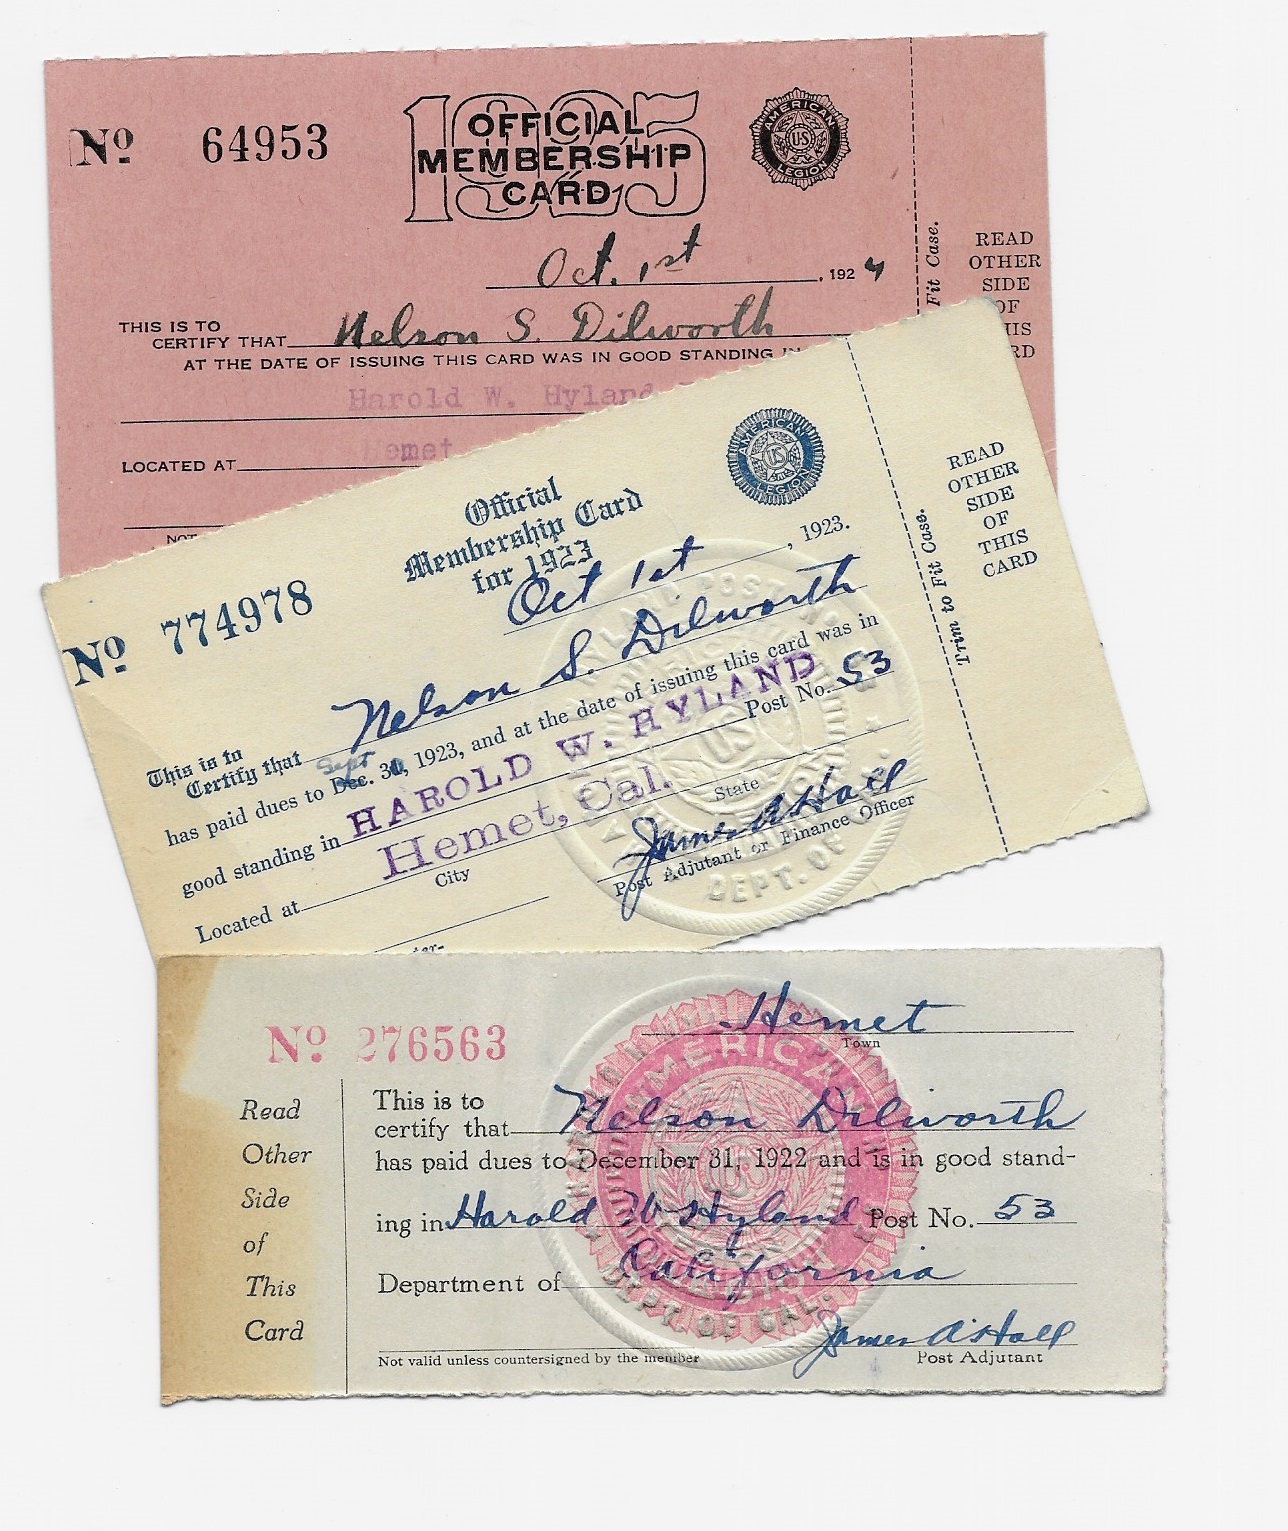 Nº 64953
1925
OFFICIAL
MEMBERSHIP
CARD
AMERICAN
US
LEGION
Oct. 1st , 1924
THIS IS TO
CERTIFY THAT Nelson S. Dilworth
AT THE DATE OF ISSUING THIS CARD WAS IN GOOD STANDING IN
Harold W. Hyland
LOCATED AT Hemet
NOT
Fit Case.
READ
OTHER
SIDE
OF
THIS
CARD
Official
Membership Card
for 1923
AMERICAN
US
LEGION
Nº 774978
Oct 1st , 1923.
This is to
Certify that Nelson S. Dilworth
Sept
has paid dues to Dec. 30, 1923, and at the date of issuing this card was in
good standing in HAROLD W. HYLAND Post No. 53
Located at Hemet, Cal.
City State
James A Hall
Post Adjutant or Finance Officer
DEPT. OF CAL.
Trim to Fit Case.
READ
OTHER
SIDE
OF
THIS
CARD
Nº 276563
Hemet
Town
This is to
certify that Nelson Dilworth
has paid dues to December 31, 1922 and is in good stand-
ing in Harold W Hyland Post No. 53
Department of California
James A Hall
Not valid unless countersigned by the member Post Adjutant
AMERICAN
US
LEGION
DEPT. OF CAL.
Read
Other
Side
of
This
Card